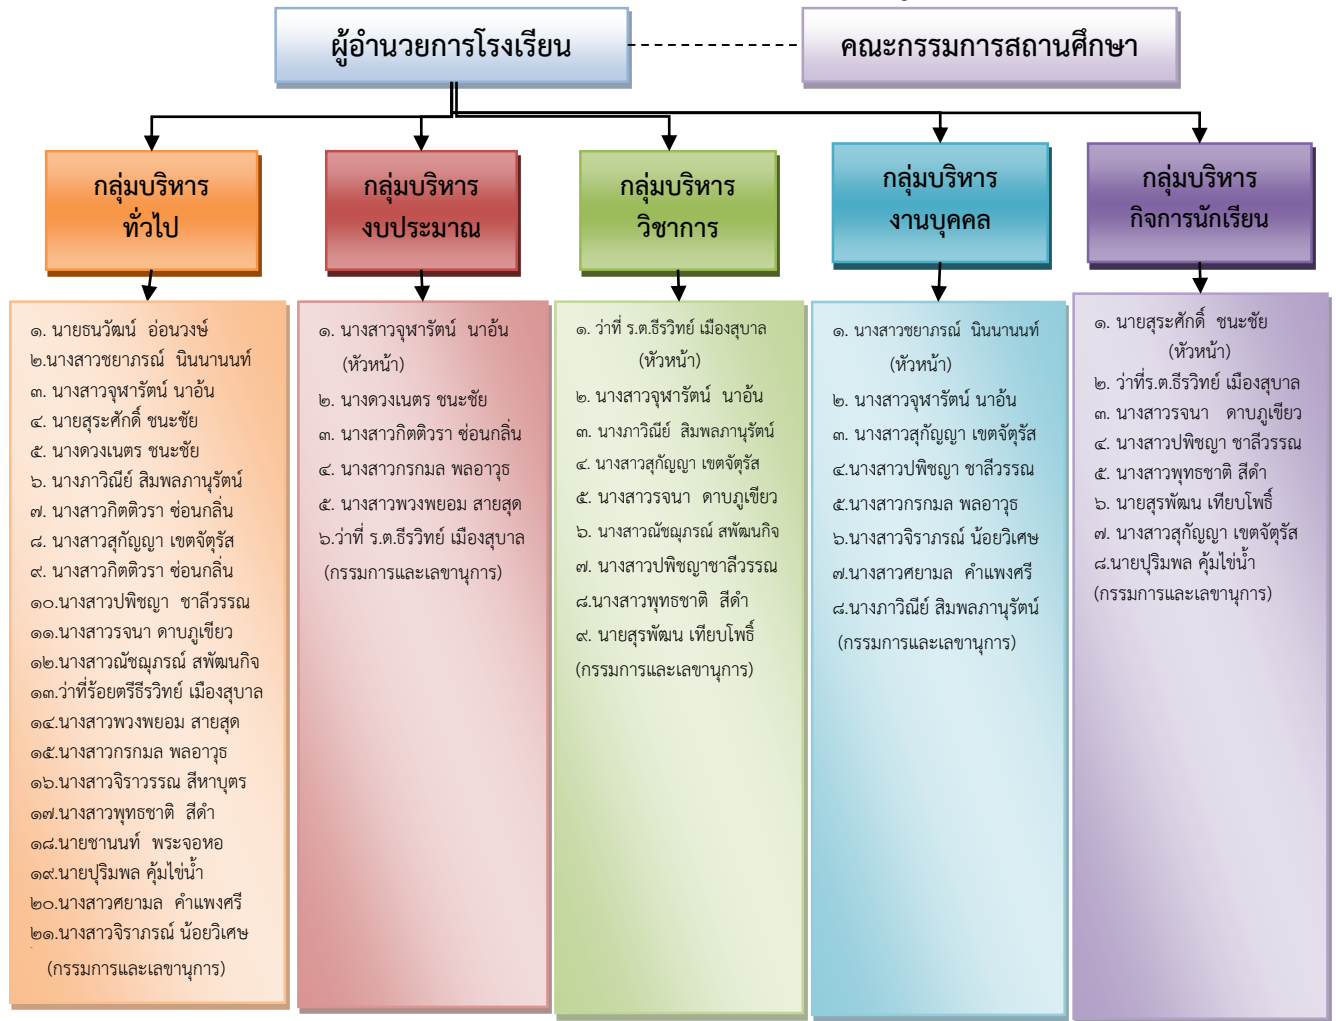 ผู้อำนวยการโรงเรียน
คณะกรรมการสถานศึกษา
กลุ่มบริหาร
ทั่วไป
กลุ่มบริหาร
งบประมาณ
กลุ่มบริหาร
วิชาการ
กลุ่มบริหาร
งานบุคคล
กลุ่มบริหาร
กิจการนักเรียน
๑. นายธนวัฒน์ อ่อนวงษ์
๒.นางสาวชยาภรณ์ นินนานนท์
๓. นางสาวจุฬารัตน์ นาอ้น
๔. นายสุระศักดิ์ ชนะชัย
๕. นางดวงเนตร ชนะชัย
๖. นางภาวิณีย์ สิมพลภานุรัตน์
๗. นางสาวกิตติวรา ซ่อนกลิ่น
๘. นางสาวสุกัญญา เขตจัตุรัส
๙. นางสาวกิตติวรา ซ่อนกลิ่น
๑๐.นางสาวปพิชญา ชาลีวรรณ
๑๑.นางสาวรจนา ดาบภูเขียว
๑๒.นางสาวณัชฌุภรณ์ สพัฒนกิจ
๑๓.ว่าที่ร้อยตรีธีรวิทย์ เมืองสุบาล
๑๔.นางสาวพวงพยอม สายสุด
๑๕.นางสาวกรกมล พลอาวุธ
๑๖.นางสาวจิราวรรณ สีหาบุตร
๑๗.นางสาวพุทธชาติ สีดำ
๑๘.นายชานนท์ พระจอหอ
๑๙.นายปุริมพล คุ้มไข่น้ำ
๒๐.นางสาวศยามล คำแพงศรี
๒๑.นางสาวจิราภรณ์ น้อยวิเศษ
(กรรมการและเลขานุการ)
๑. นางสาวจุฬารัตน์ นาอ้น
(หัวหน้า)
๒. นางดวงเนตร ชนะชัย
๓. นางสาวกิตติวรา ซ่อนกลิ่น
๔. นางสาวกรกมล พลอาวุธ
๕. นางสาวพวงพยอม สายสุด
๖.ว่าที่ ร.ต.ธีรวิทย์ เมืองสุบาล
(กรรมการและเลขานุการ)
๑. ว่าที่ ร.ต.ธีรวิทย์ เมืองสุบาล
(หัวหน้า)
๒. นางสาวจุฬารัตน์ นาอ้น
๓. นางภาวิณีย์ สิมพลภานุรัตน์
๔. นางสาวสุกัญญา เขตจัตุรัส
๕. นางสาวรจนา ดาบภูเขียว
๖. นางสาวณัชฌุภรณ์ สพัฒนกิจ
๗. นางสาวปพิชญาชาลีวรรณ
๘.นางสาวพุทธชาติ สีดำ
๙. นายสุรพัฒน เทียบโพธิ์
(กรรมการและเลขานุการ)
๑. นางสาวชยาภรณ์ นินนานนท์
(หัวหน้า)
๒. นางสาวจุฬารัตน์ นาอ้น
๓. นางสาวสุกัญญา เขตจัตุรัส
๔.นางสาวปพิชญา ชาลีวรรณ
๕.นางสาวกรกมล พลอาวุธ
๖.นางสาวจิราภรณ์ น้อยวิเศษ
๗.นางสาวศยามล คำแพงศรี
๘.นางภาวิณีย์ สิมพลภานุรัตน์
(กรรมการและเลขานุการ)
๑. นายสุระศักดิ์ ชนะชัย
(หัวหน้า)
๒. ว่าที่ร.ต.ธีรวิทย์ เมืองสุบาล
๓. นางสาวรจนา ดาบภูเขียว
๔. นางสาวปพิชญา ชาลีวรรณ
๕. นางสาวพุทธชาติ สีดำ
๖. นายสุรพัฒน เทียบโพธิ์
๗. นางสาวสุกัญญา เขตจัตุรัส
๘.นายปุริมพล คุ้มไข่น้ำ
(กรรมการและเลขานุการ)